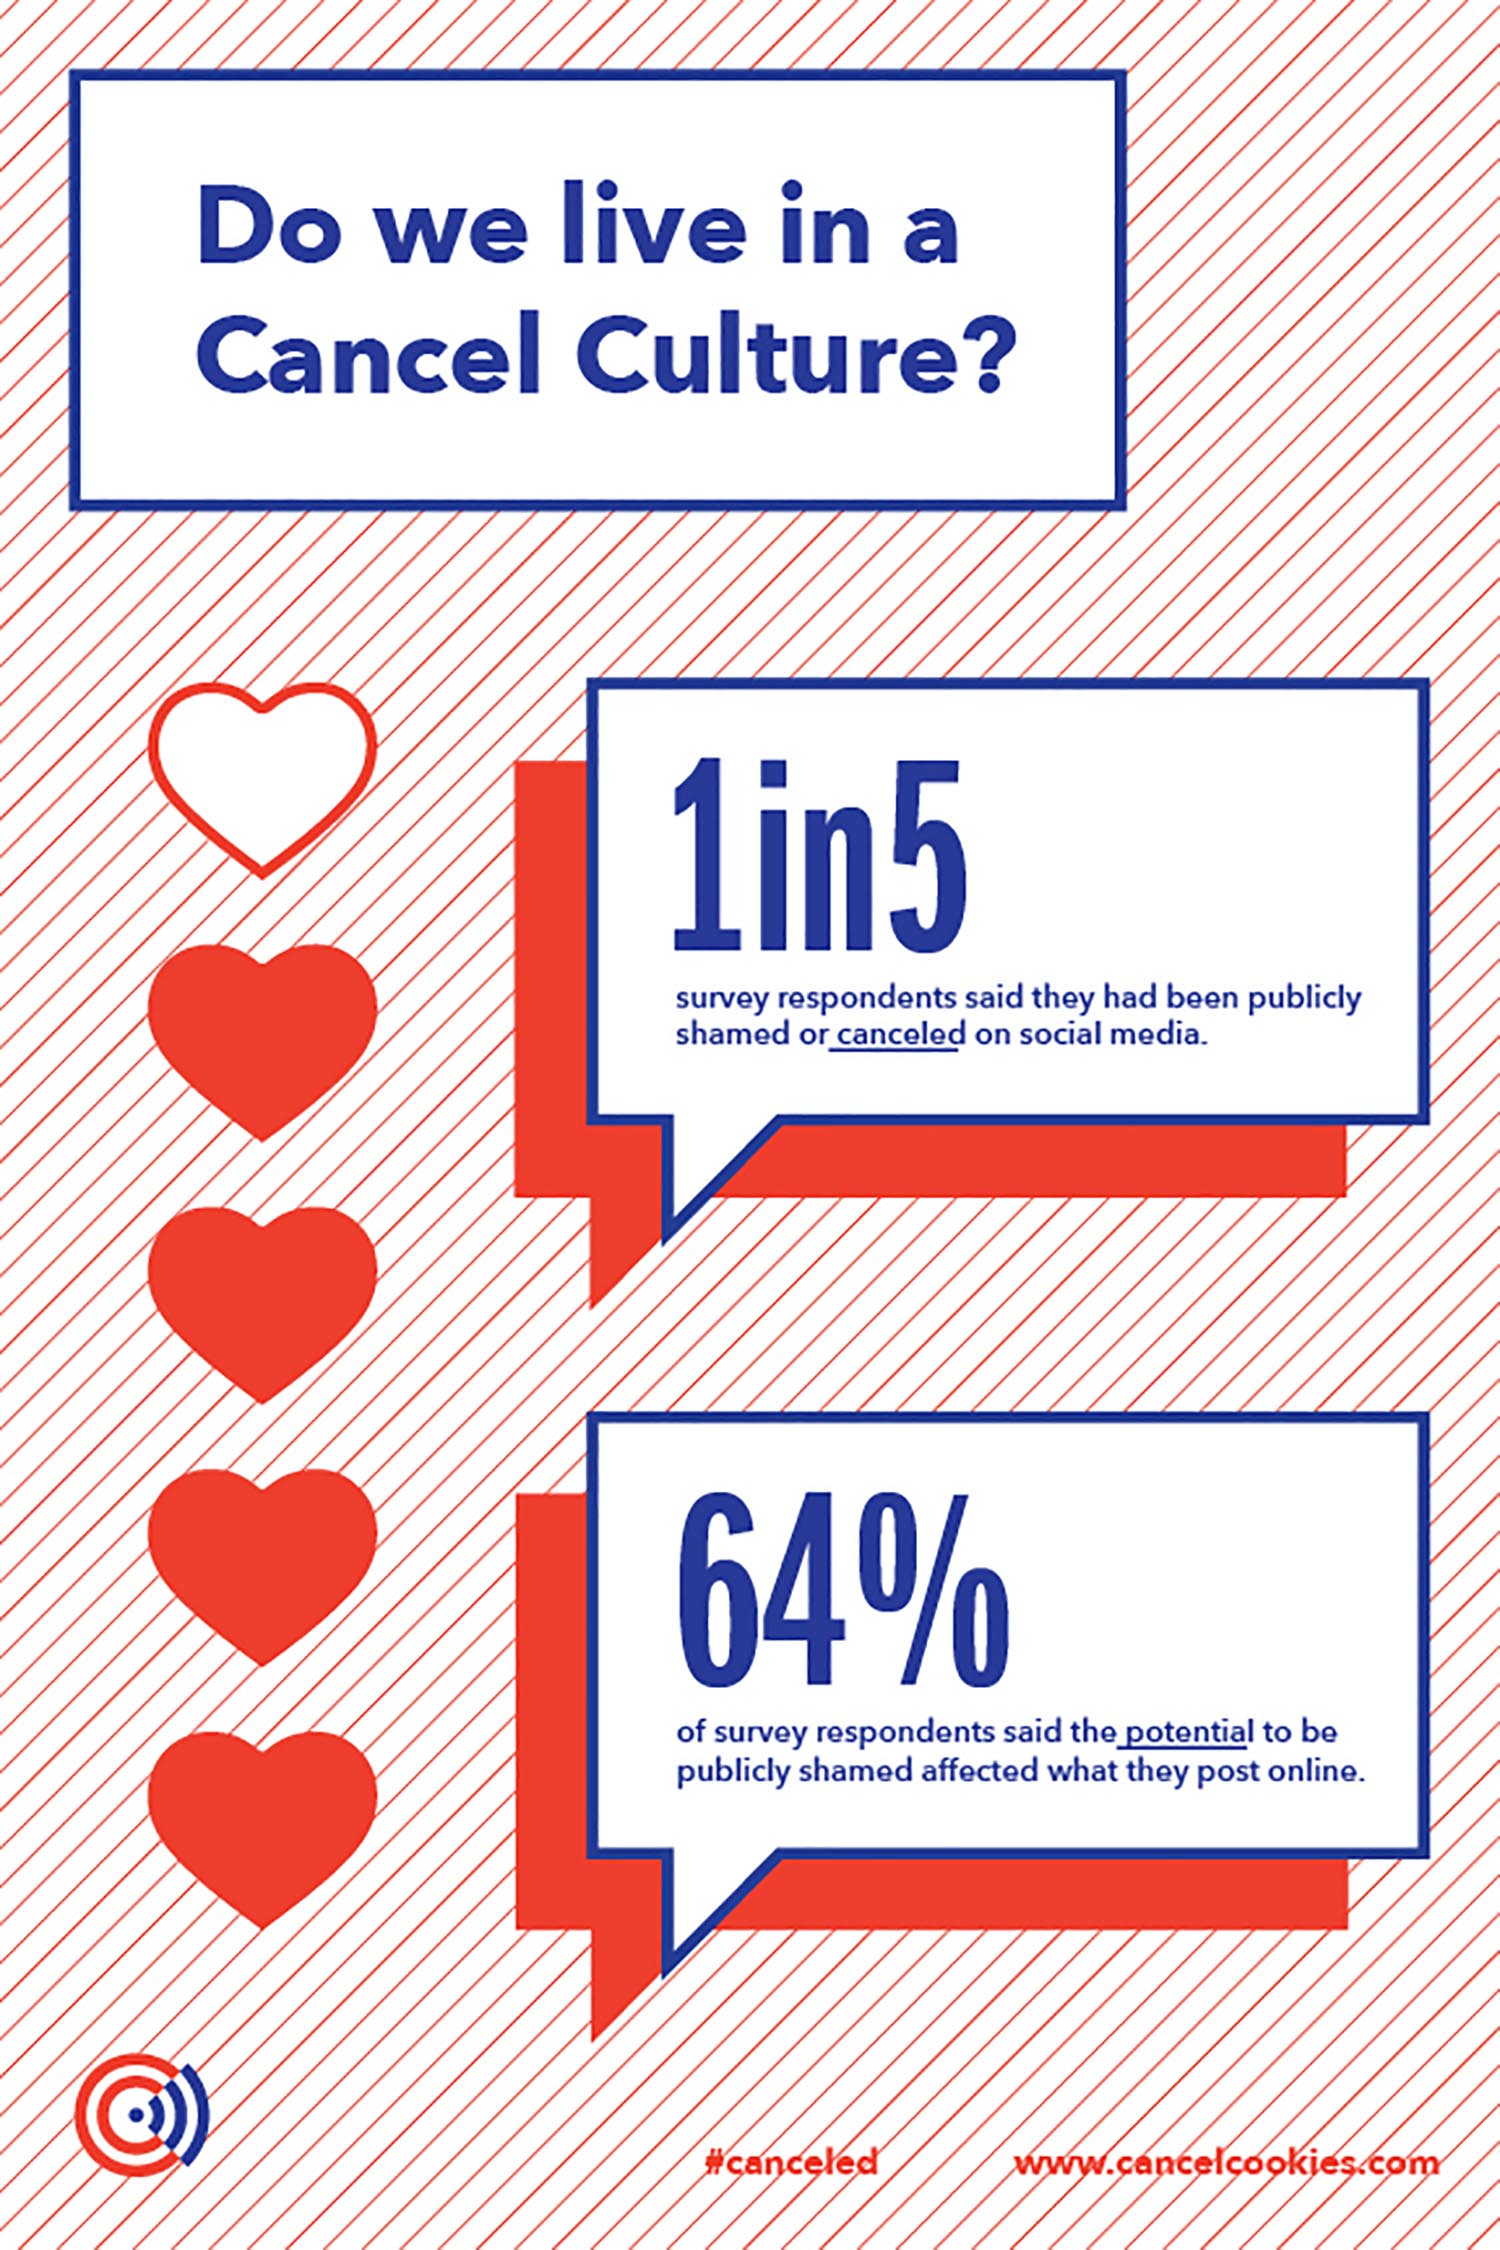 Do we live in a
Cancel Culture?
1in5
survey respondents said they had been publicly
shamed or canceled on social media.
64%
of survey respondents said the potential to be
publicly shamed affected what they post online.
#canceled
www.cancelcookies.com